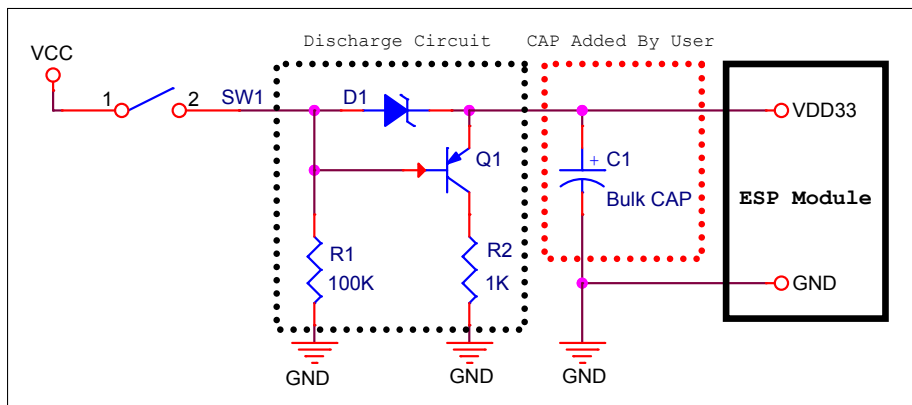 Discharge Circuit
CAP Added By User
VCC
1
2
SW1
D1
VDD33
Q1
+
C1
Bulk CAP
ESP Module
R1
100K
R2
1K
GND
GND
GND
GND